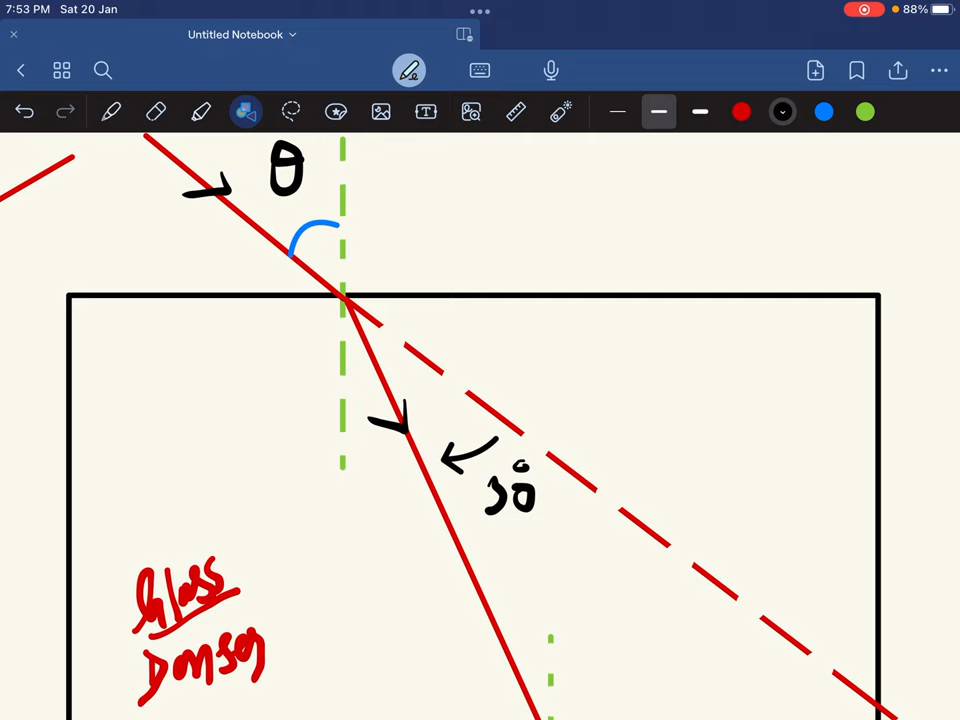 7:53 PM Sat 20 Jan
88%
Untitled Notebook
T
θ
30°
Glass
Denser